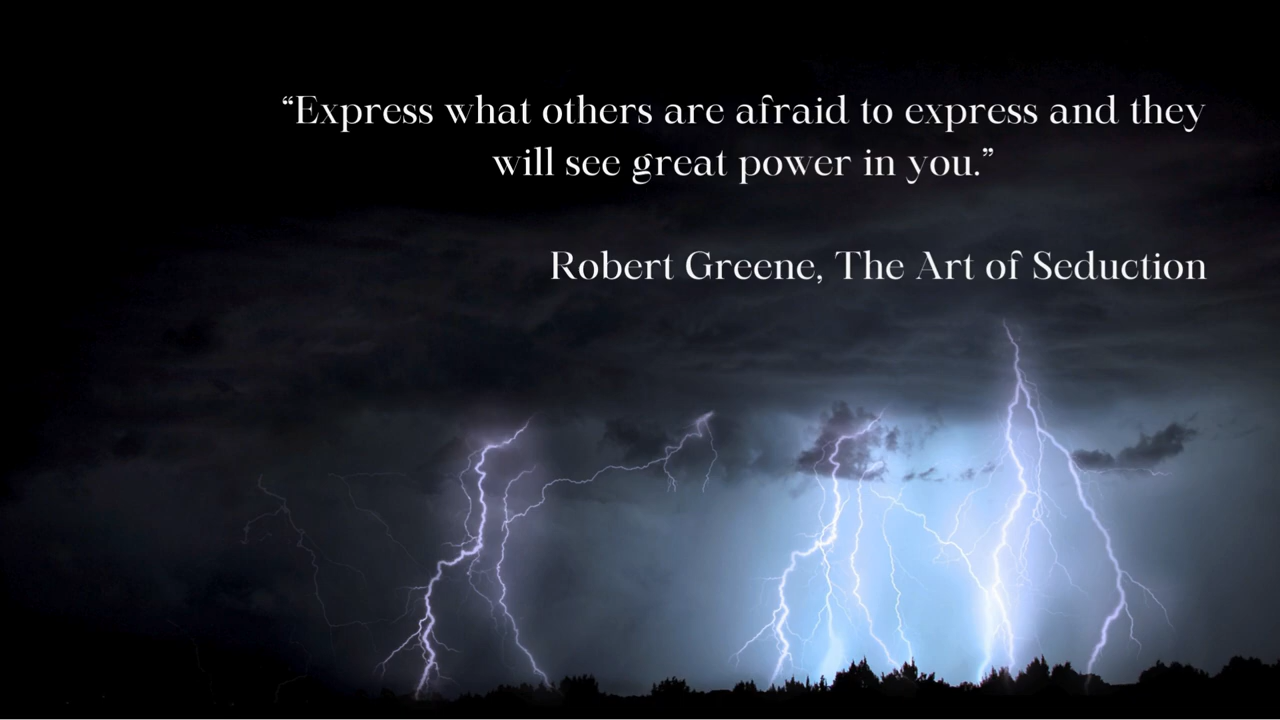 “Express what others are afraid to express and they
will see great power in you.”
Robert Greene, The Art of Seduction